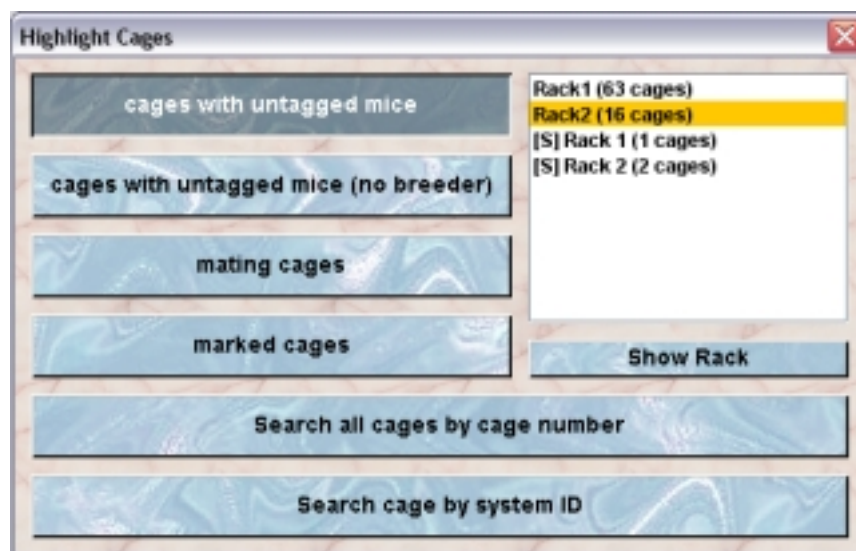 Highlight Cages
cages with untagged mice
cages with untagged mice (no breeder)
mating cages
marked cages
Rack1 (63 cages)
Rack2 (16 cages)
[S] Rack 1 (1 cages)
[S] Rack 2 (2 cages)
Show Rack
Search all cages by cage number
Search cage by system ID